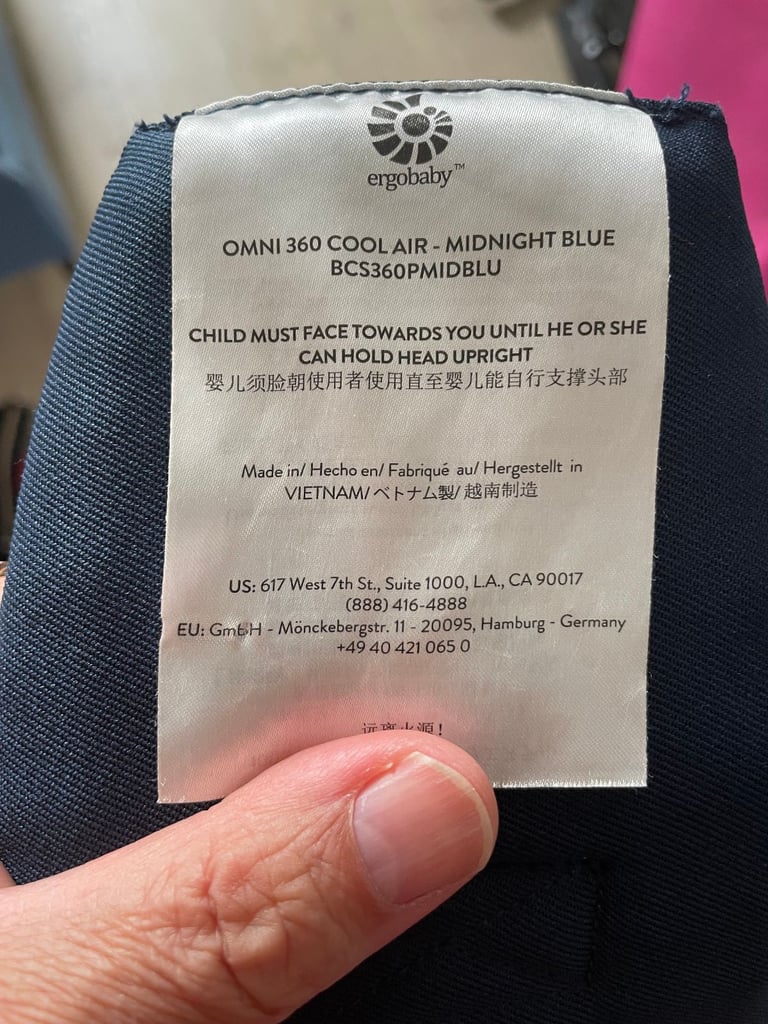 ergobaby™
OMNI 360 COOL AIR - MIDNIGHT BLUE
BCS360PMIDBLU
CHILD MUST FACE TOWARDS YOU UNTIL HE OR SHE
CAN HOLD HEAD UPRIGHT
婴儿须脸朝使用者使用直至婴儿能自行支撑头部
Made in/ Hecho en/ Fabriqué au/ Hergestellt in
VIETNAM/ ベトナム製/ 越南制造
US: 617 West 7th St., Suite 1000, L.A., CA 90017
(888) 416-4888
EU: GmbH - Mönckebergstr. 11 - 20095, Hamburg - Germany
+49 40 421 065 0
远离火源!